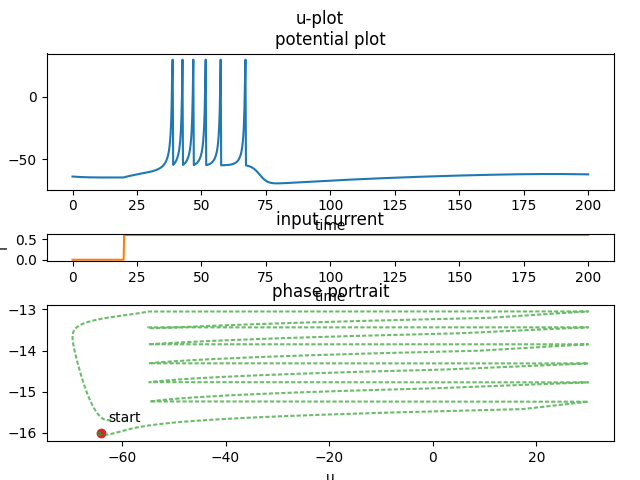 u-plot
potential plot
0
−50
0 25 50 75 100 125 150 175 200
time
input current
I
0.5
0.0
0 25 50 75 100 125 150 175 200
time
phase portrait
−13
−14
−15
−16
start
−60 −40 −20 0 20
u